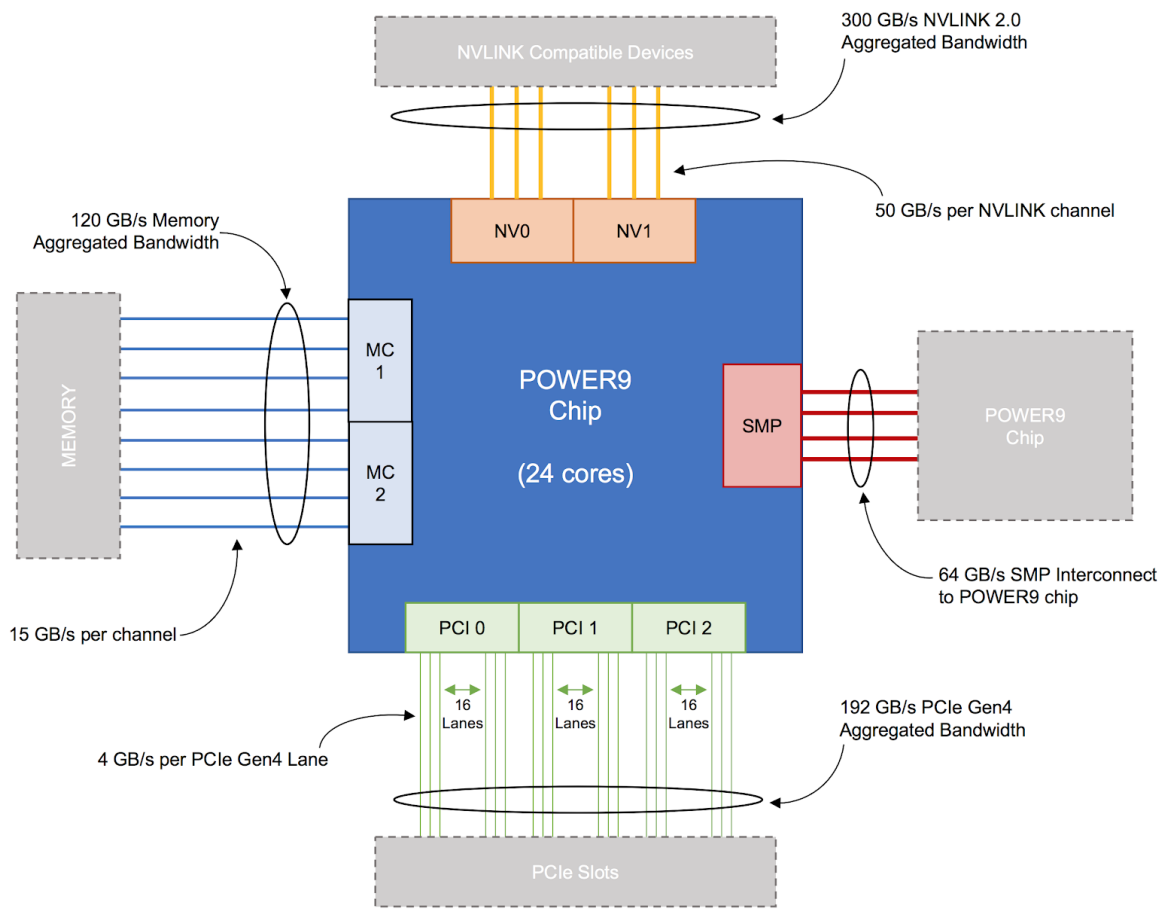 300 GB/s NVLINK 2.0
Aggregated Bandwidth
NVLINK Compatible Devices
50 GB/s per NVLINK channel
120 GB/s Memory
Aggregated Bandwidth
NV0
NV1
MEMORY
MC
1
MC
2
POWER9
Chip
(24 cores)
SMP
POWER9
Chip
64 GB/s SMP Interconnect
to POWER9 chip
15 GB/s per channel
PCI 0
PCI 1
PCI 2
16
Lanes
16
Lanes
16
Lanes
4 GB/s per PCIe Gen4 Lane
192 GB/s PCIe Gen4
Aggregated Bandwidth
PCIe Slots